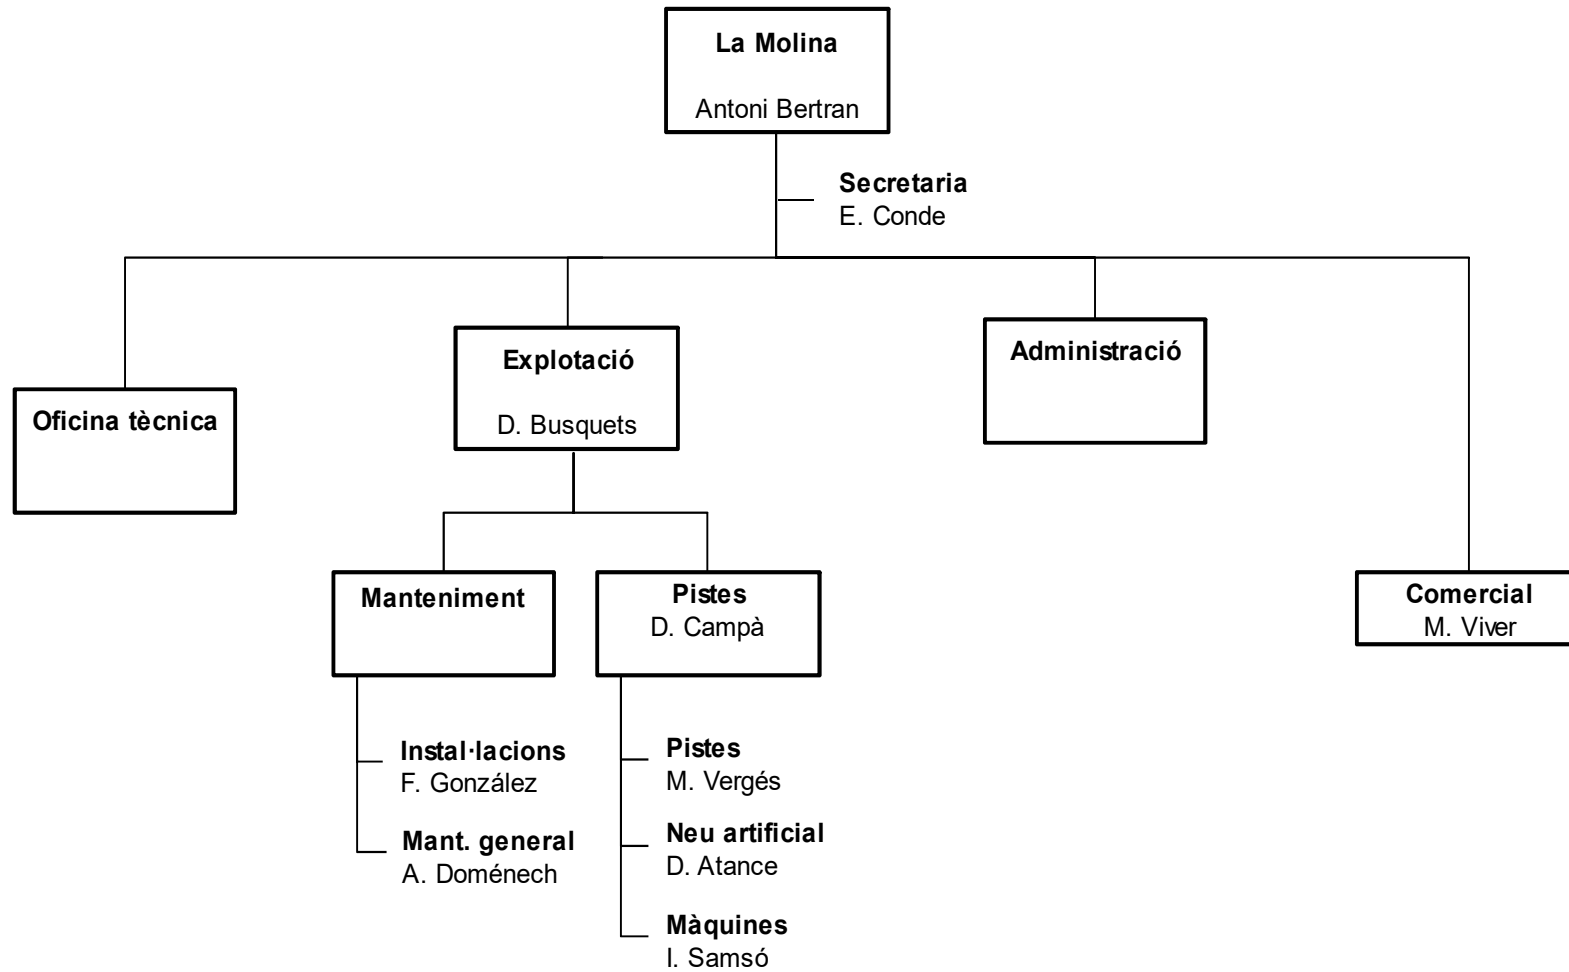 La Molina
Antoni Bertran
Secretaria
E. Conde
Explotació
D. Busquets
Administració
Oficina tècnica
Manteniment
Pistes
D. Campà
Comercial
M. Viver
Instal·lacions
F. González
Mant. general
A. Doménech
Pistes
M. Vergés
Neu artificial
D. Atance
Màquines
I. Samsó